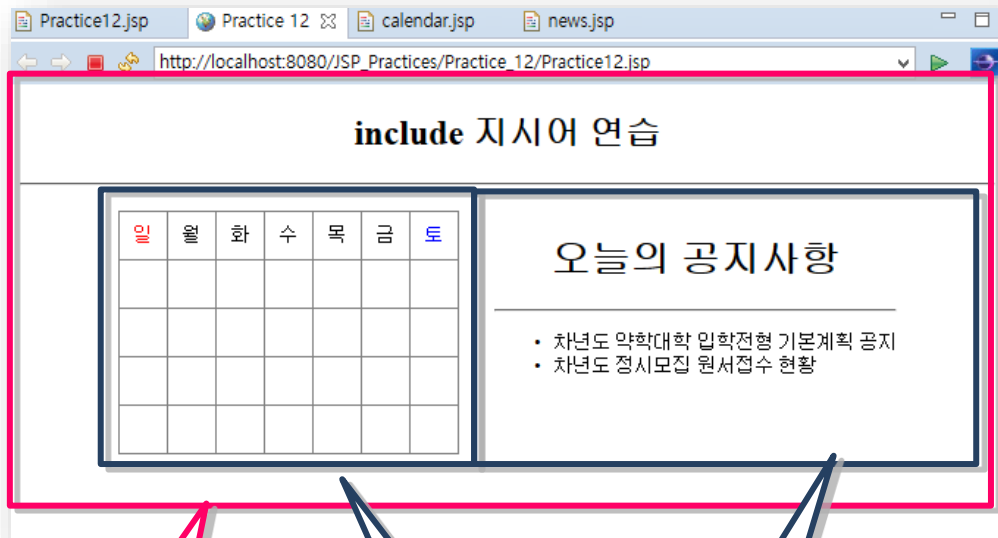 Practice12.jsp Practice 12 calendar.jsp news.jsp
http://localhost:8080/JSP_Practices/Practice_12/Practice12.jsp
include 지시어 연습
일 월 화 수 목 금 토
오늘의 공지사항
• 차년도 약학대학 입학전형 기본계획 공지
• 차년도 정시모집 원서접수 현황